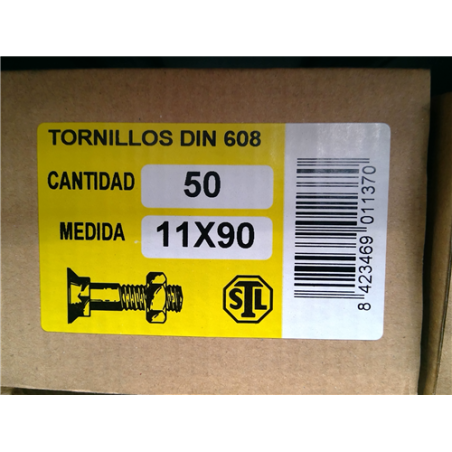 TORNILLOS DIN 608
CANTIDAD 50
MEDIDA 11X90
STL
8 423469 011370